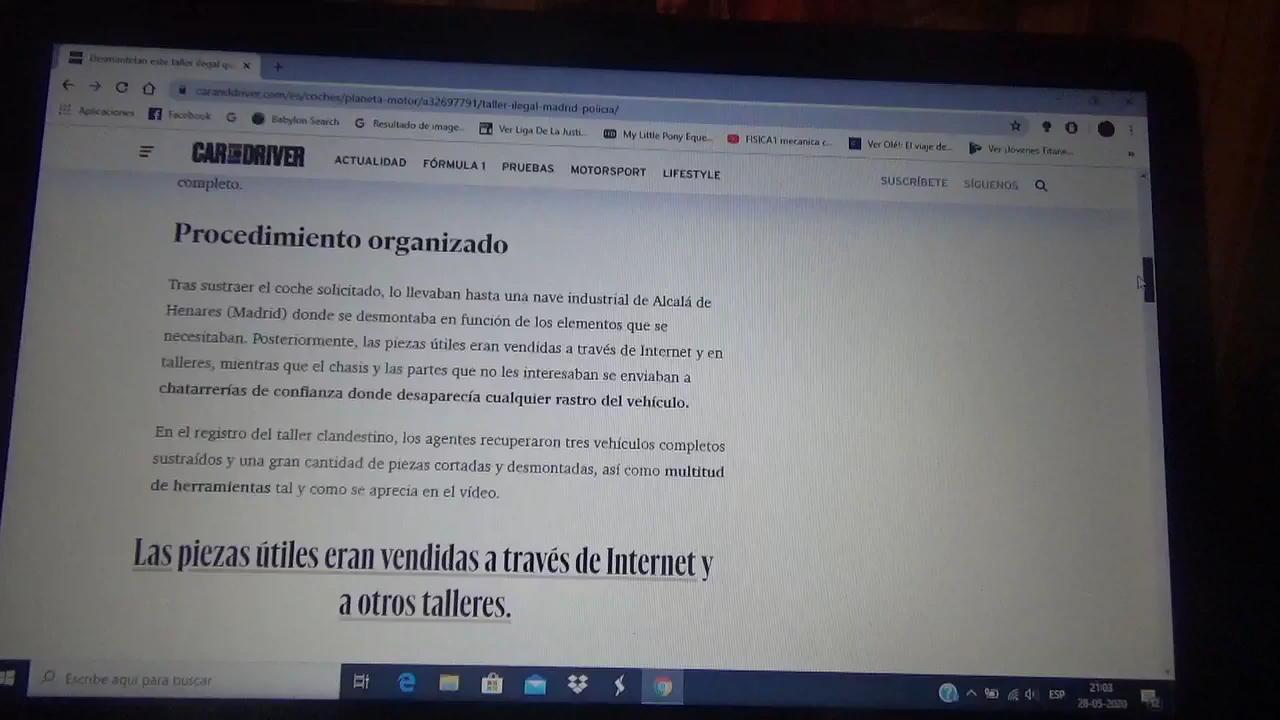 Desmantelan este taller ilegal qu
caranddriver.com/es/coches/planeta-motor/a32697791/taller-ilegal-madrid-policia/
Aplicaciones Facebook Babylon Search Resultado de image... Ver Liga De La Justi... My Little Pony Eque... FISICA1 mecanica c... Ver Olé!: El viaje de... Ver ¡Jóvenes Titane...
CAR AND DRIVER ACTUALIDAD FÓRMULA 1 PRUEBAS MOTORSPORT LIFESTYLE SUSCRÍBETE SÍGUENOS
completo.
Procedimiento organizado
Tras sustraer el coche solicitado, lo llevaban hasta una nave industrial de Alcalá de
Henares (Madrid) donde se desmontaba en función de los elementos que se
necesitaban. Posteriormente, las piezas útiles eran vendidas a través de Internet y en
talleres, mientras que el chasis y las partes que no les interesaban se enviaban a
chatarrerías de confianza donde desaparecía cualquier rastro del vehículo.
En el registro del taller clandestino, los agentes recuperaron tres vehículos completos
sustraídos y una gran cantidad de piezas cortadas y desmontadas, así como multitud
de herramientas tal y como se aprecia en el vídeo.
Las piezas útiles eran vendidas a través de Internet y
a otros talleres.
Escribe aquí para buscar
ESP
21:03
28-05-2020